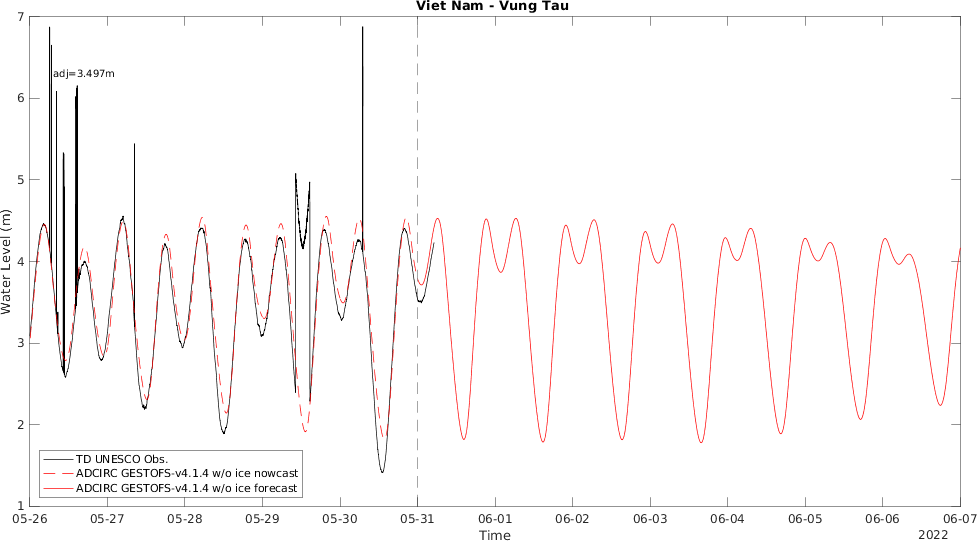 Viet Nam - Vung Tau
7
6
5
4
3
2
1
Water Level (m)
adj=3.497m
TD UNESCO Obs.
ADCIRC GESTOFS-v4.1.4 w/o ice nowcast
ADCIRC GESTOFS-v4.1.4 w/o ice forecast
05-26 05-27 05-28 05-29 05-30 05-31 06-01 06-02 06-03 06-04 06-05 06-06 06-07
Time
2022